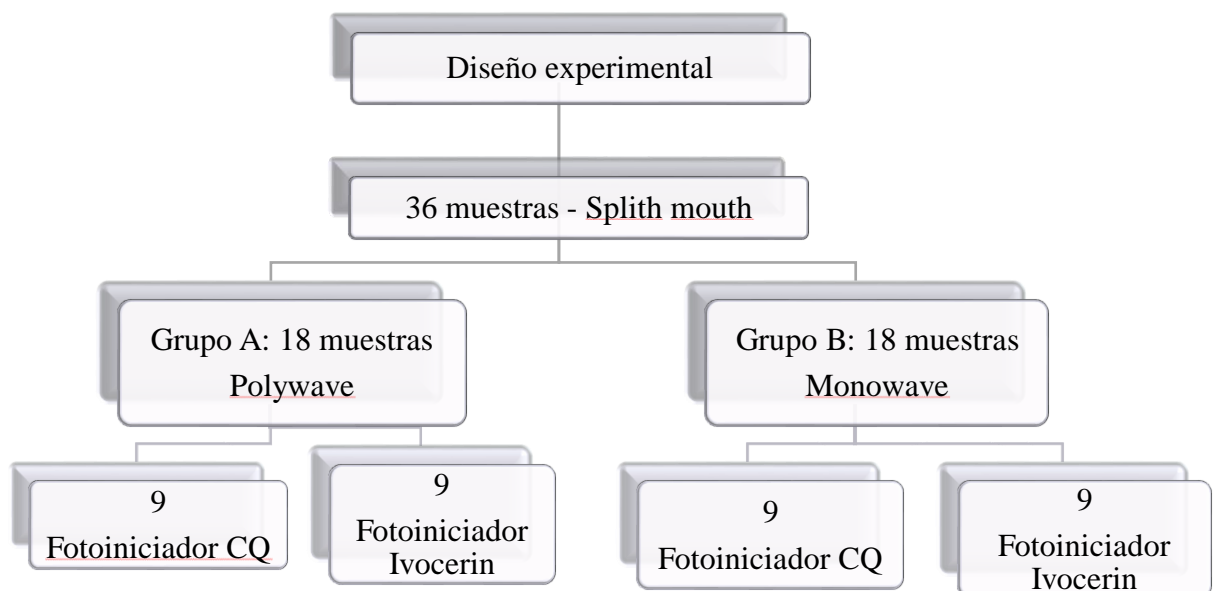 Diseño experimental
36 muestras - Splith mouth
Grupo A: 18 muestras
Polywave
Grupo B: 18 muestras
Monowave
9
Fotoiniciador CQ
9
Fotoiniciador
Ivocerin
9
Fotoiniciador CQ
9
Fotoiniciador
Ivocerin